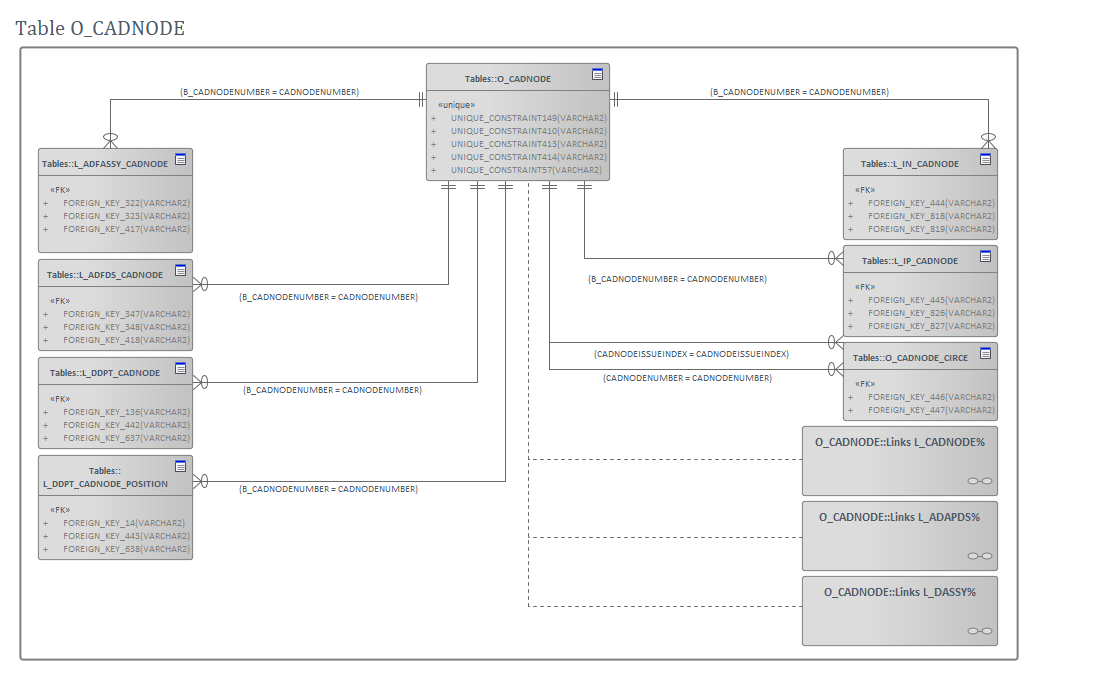 Table O_CADNODE
Tables::O_CADNODE
«unique»
+ UNIQUE_CONSTRAINT149(VARCHAR2)
+ UNIQUE_CONSTRAINT410(VARCHAR2)
+ UNIQUE_CONSTRAINT413(VARCHAR2)
+ UNIQUE_CONSTRAINT414(VARCHAR2)
+ UNIQUE_CONSTRAINT57(VARCHAR2)
(B_CADNODENUMBER = CADNODENUMBER)
(B_CADNODENUMBER = CADNODENUMBER)
Tables::L_ADFASSY_CADNODE
«FK»
+ FOREIGN_KEY_322(VARCHAR2)
+ FOREIGN_KEY_323(VARCHAR2)
+ FOREIGN_KEY_417(VARCHAR2)
Tables::L_ADFDS_CADNODE
«FK»
+ FOREIGN_KEY_347(VARCHAR2)
+ FOREIGN_KEY_348(VARCHAR2)
+ FOREIGN_KEY_418(VARCHAR2)
(B_CADNODENUMBER = CADNODENUMBER)
Tables::L_DDPT_CADNODE
«FK»
+ FOREIGN_KEY_136(VARCHAR2)
+ FOREIGN_KEY_442(VARCHAR2)
+ FOREIGN_KEY_637(VARCHAR2)
(B_CADNODENUMBER = CADNODENUMBER)
Tables::
L_DDPT_CADNODE_POSITION
«FK»
+ FOREIGN_KEY_14(VARCHAR2)
+ FOREIGN_KEY_443(VARCHAR2)
+ FOREIGN_KEY_638(VARCHAR2)
(B_CADNODENUMBER = CADNODENUMBER)
Tables::L_IN_CADNODE
«FK»
+ FOREIGN_KEY_444(VARCHAR2)
+ FOREIGN_KEY_818(VARCHAR2)
+ FOREIGN_KEY_819(VARCHAR2)
Tables::L_IP_CADNODE
«FK»
+ FOREIGN_KEY_445(VARCHAR2)
+ FOREIGN_KEY_826(VARCHAR2)
+ FOREIGN_KEY_827(VARCHAR2)
(B_CADNODENUMBER = CADNODENUMBER)
Tables::O_CADNODE_CIRCE
«FK»
+ FOREIGN_KEY_446(VARCHAR2)
+ FOREIGN_KEY_447(VARCHAR2)
(CADNODEISSUEINDEX = CADNODEISSUEINDEX)
(CADNODENUMBER = CADNODENUMBER)
O_CADNODE::Links L_CADNODE%
O_CADNODE::Links L_ADAPDS%
O_CADNODE::Links L_DASSY%